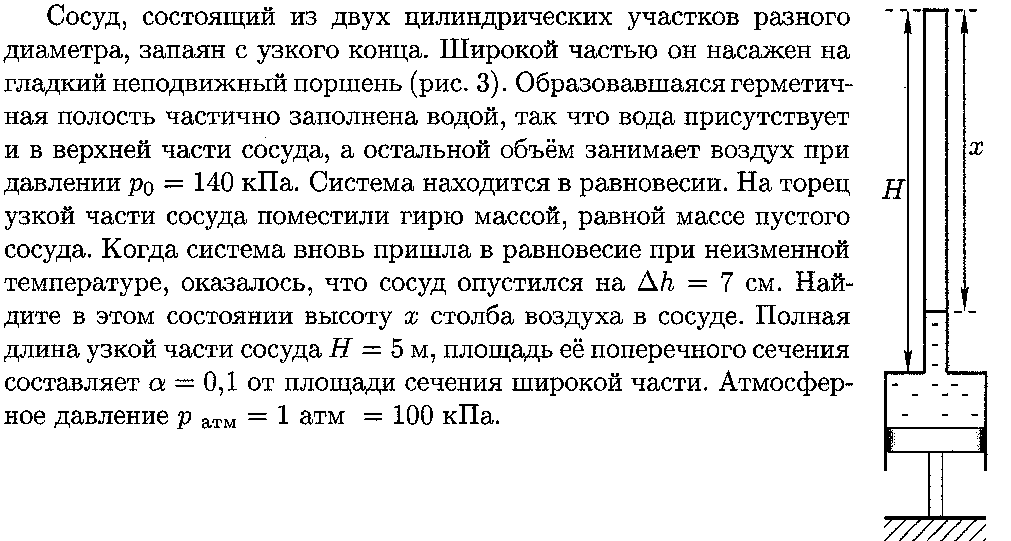 Сосуд, состоящий из двух цилиндрических участков разного
диаметра, запаян с узкого конца. Широкой частью он насажен на
гладкий неподвижный поршень (рис. 3). Образовавшаяся герметич-
ная полость частично заполнена водой, так что вода присутствует
и в верхней части сосуда, а остальной объём занимает воздух при
давлении p₀ = 140 кПа. Система находится в равновесии. На торец
узкой части сосуда поместили гирю массой, равной массе пустого
сосуда. Когда система вновь пришла в равновесие при неизменной
температуре, оказалось, что сосуд опустился на Δh = 7 см. Най-
дите в этом состоянии высоту x столба воздуха в сосуде. Полная
длина узкой части сосуда H = 5 м, площадь её поперечного сечения
составляет α = 0,1 от площади сечения широкой части. Атмосфер-
ное давление p атм = 1 атм = 100 кПа.
H
x